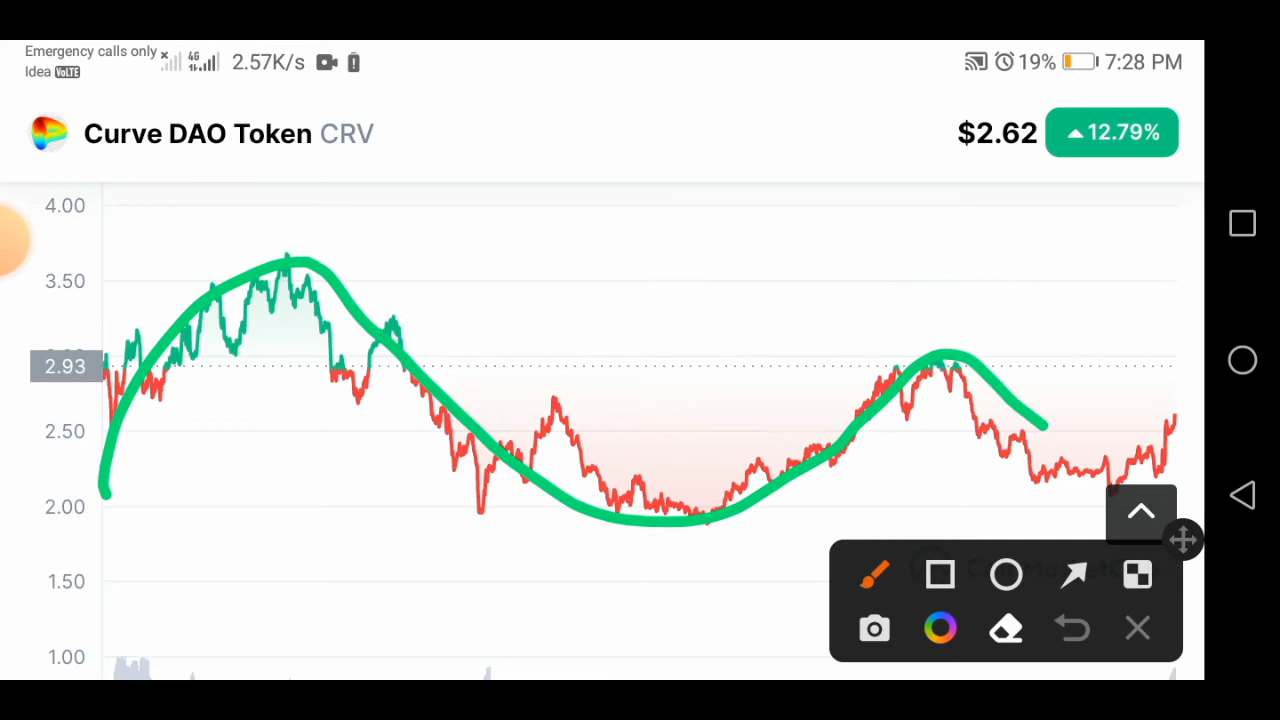 Emergency calls only
Idea VoLTE
4G
2.57K/s
19%
7:28 PM
Curve DAO Token CRV
$2.62
12.79%
4.00
3.50
2.93
2.50
2.00
1.50
1.00